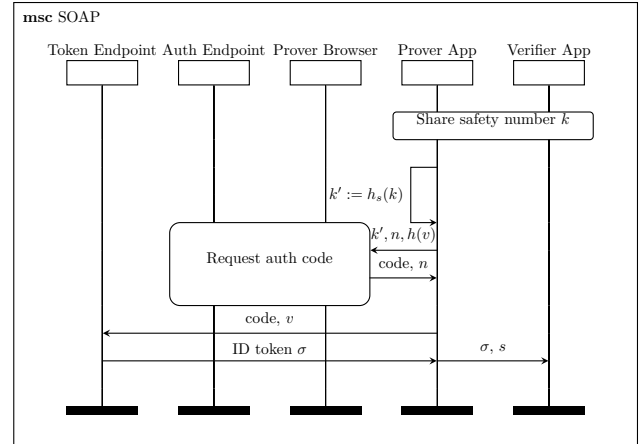 msc SOAP
Token Endpoint Auth Endpoint Prover Browser Prover App Verifier App
Share safety number k
k′ := hₛ(k)
k′, n, h(v)
Request auth code
code, n
code, v
ID token σ
σ, s